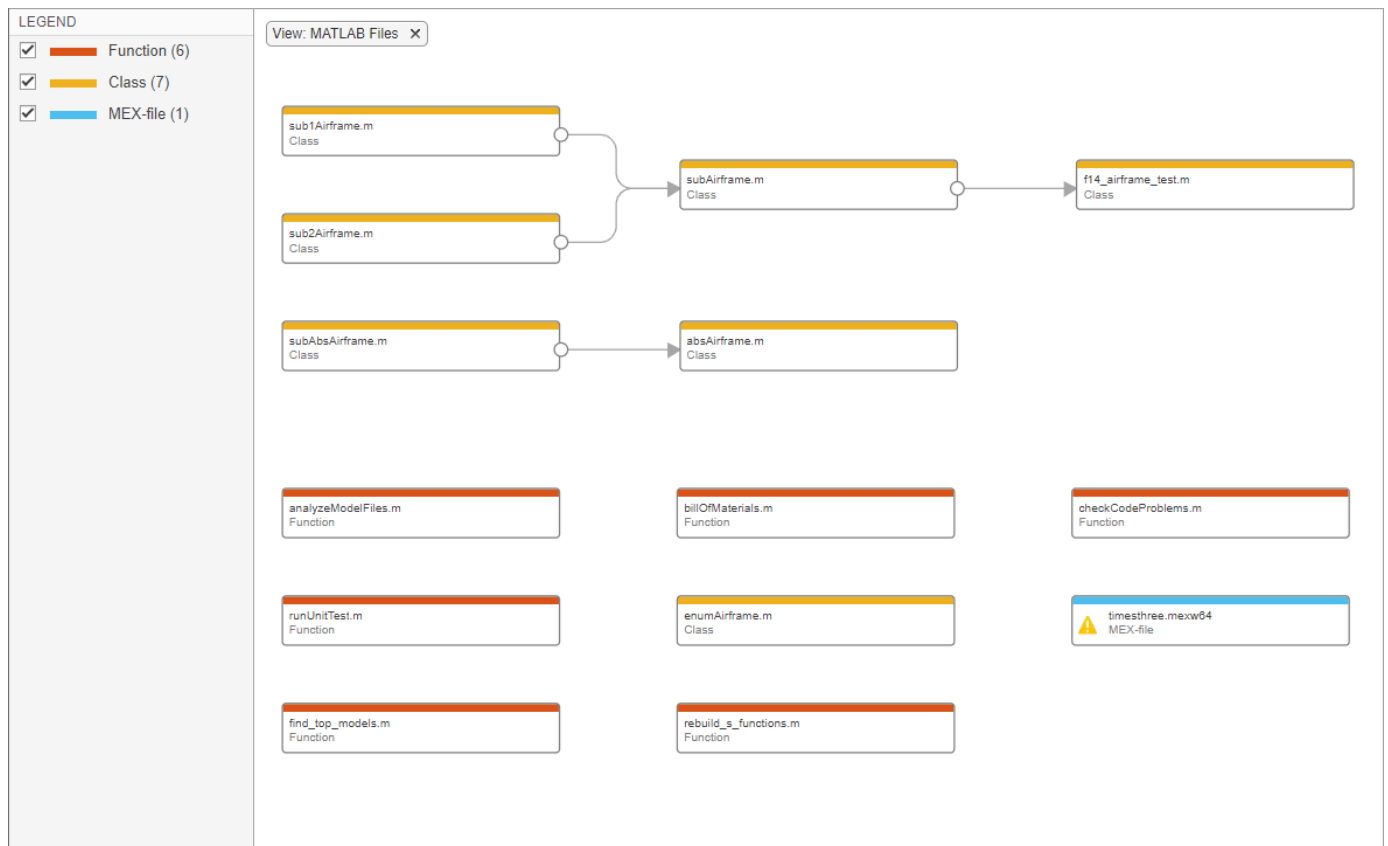 LEGEND
Function (6)
Class (7)
MEX-file (1)
View: MATLAB Files
sub1Airframe.m
Class
subAirframe.m
Class
f14_airframe_test.m
Class
sub2Airframe.m
Class
subAbsAirframe.m
Class
absAirframe.m
Class
analyzeModelFiles.m
Function
billOfMaterials.m
Function
checkCodeProblems.m
Function
runUnitTest.m
Function
enumAirframe.m
Class
timesthree.mexw64
MEX-file
find_top_models.m
Function
rebuild_s_functions.m
Function